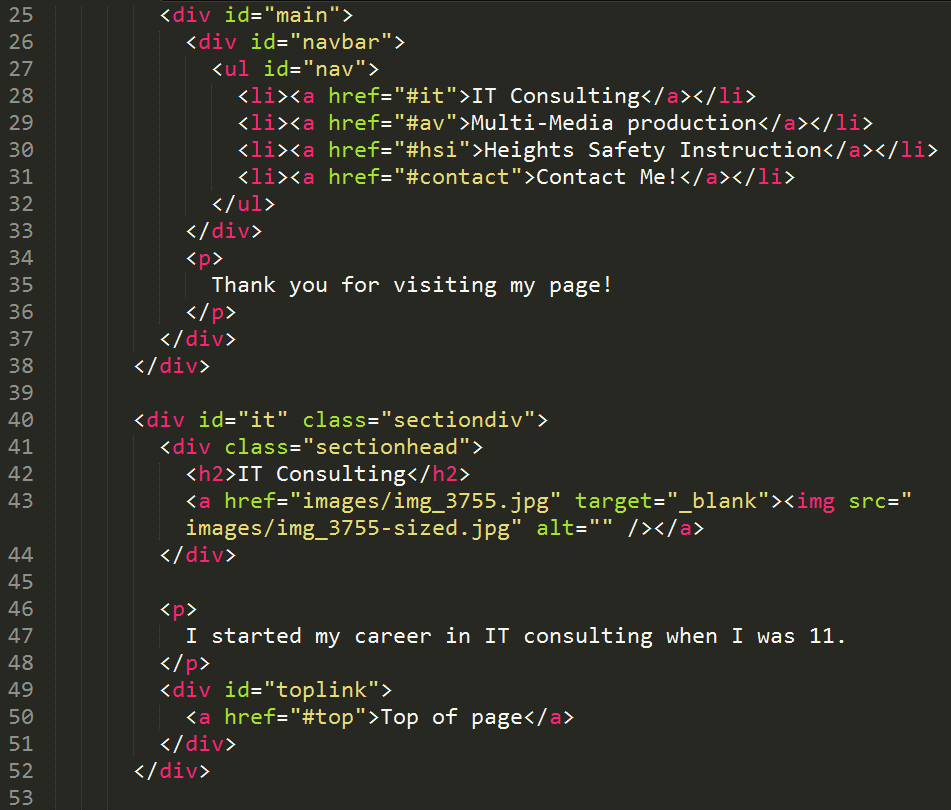 25 <div id="main">
26 <div id="navbar">
27 <ul id="nav">
28 <li><a href="#it">IT Consulting</a></li>
29 <li><a href="#av">Multi-Media production</a></li>
30 <li><a href="#hsi">Heights Safety Instruction</a></li>
31 <li><a href="#contact">Contact Me!</a></li>
32 </ul>
33 </div>
34 <p>
35 Thank you for visiting my page!
36 </p>
37 </div>
38 </div>
39
40 <div id="it" class="sectiondiv">
41 <div class="sectionhead">
42 <h2>IT Consulting</h2>
43 <a href="images/img_3755.jpg" target="_blank"><img src="
images/img_3755-sized.jpg" alt="" /></a>
44 </div>
45
46 <p>
47 I started my career in IT consulting when I was 11.
48 </p>
49 <div id="toplink">
50 <a href="#top">Top of page</a>
51 </div>
52 </div>
53